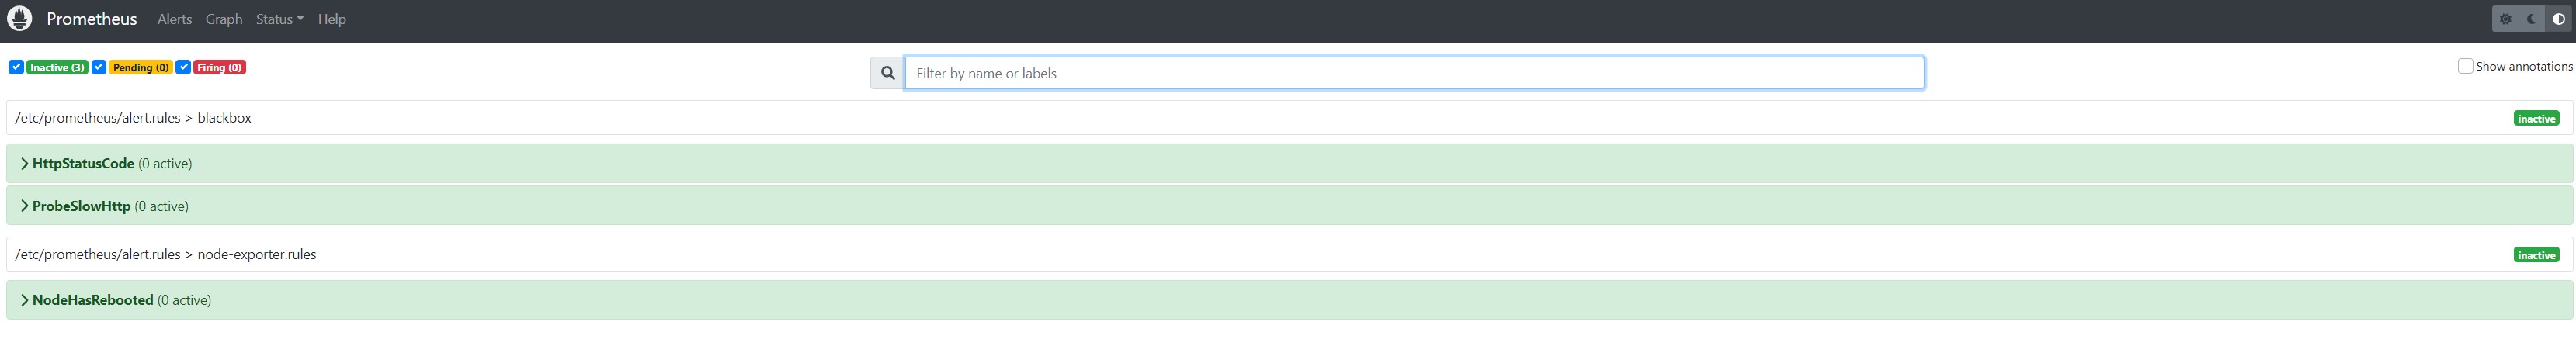 Prometheus Alerts Graph Status Help
Inactive (3) Pending (0) Firing (0) Filter by name or labels Show annotations
/etc/prometheus/alert.rules > blackbox inactive
HttpStatusCode (0 active)
ProbeSlowHttp (0 active)
/etc/prometheus/alert.rules > node-exporter.rules inactive
NodeHasRebooted (0 active)